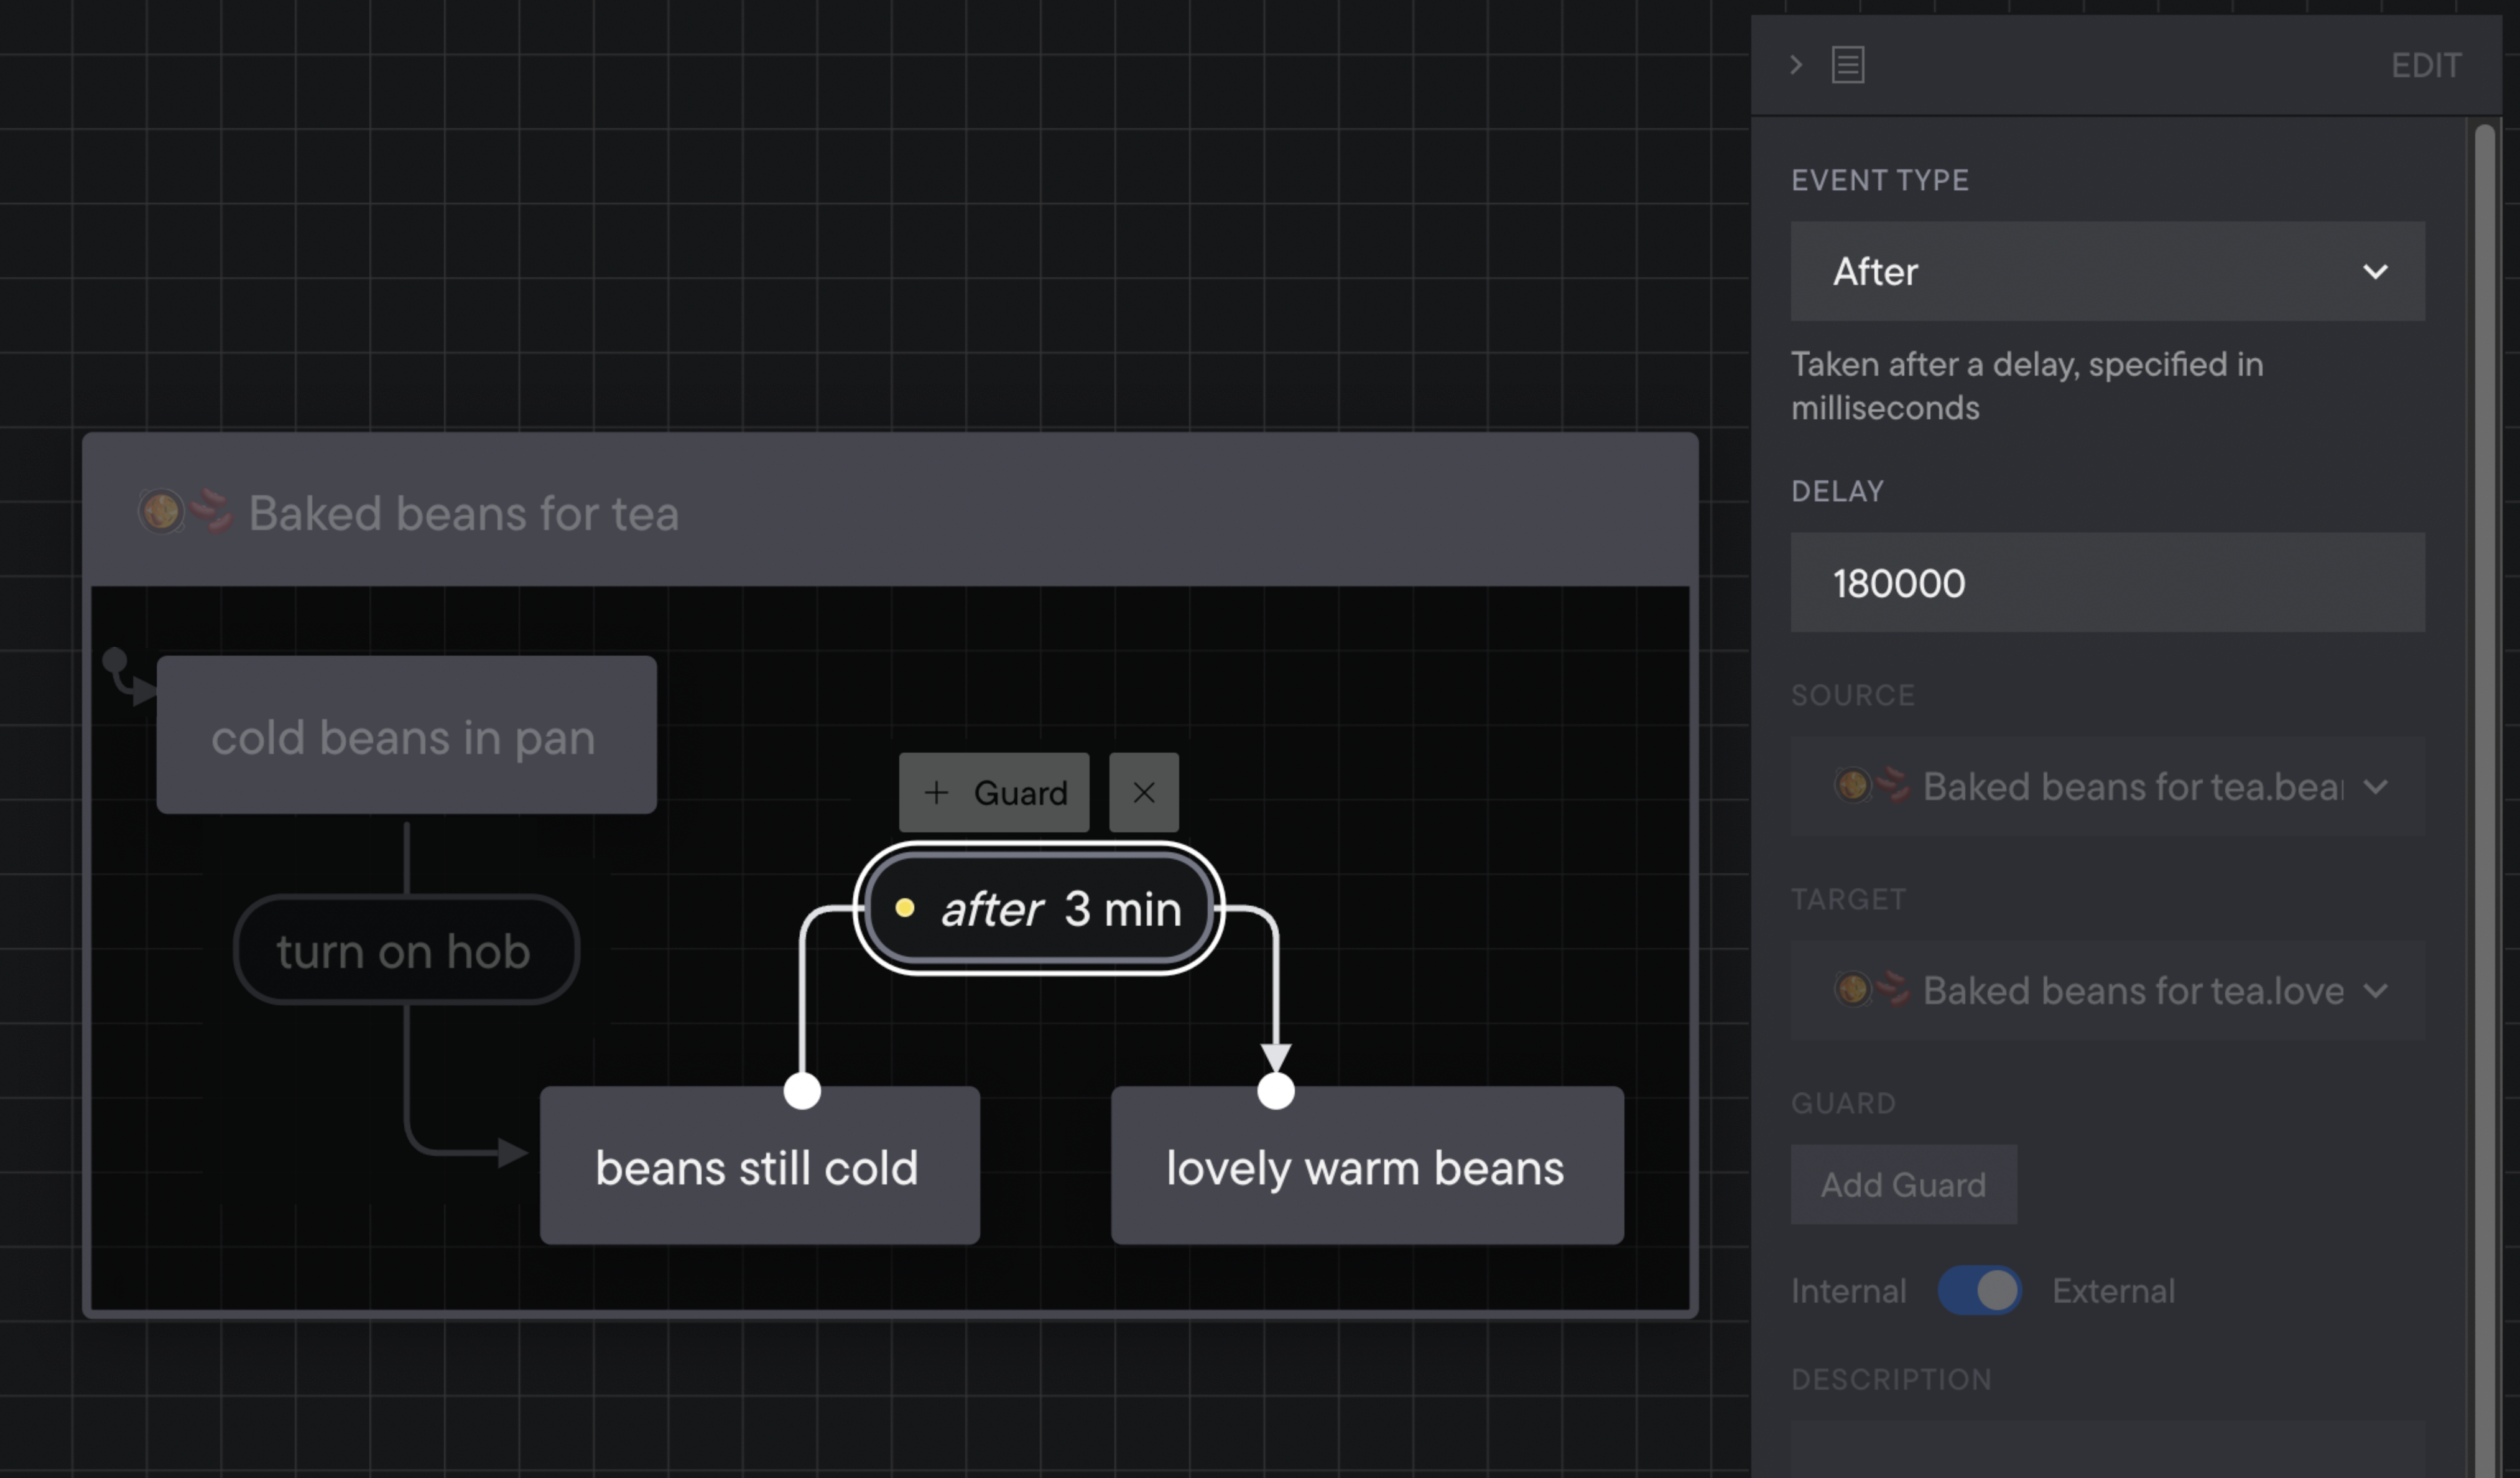 EDIT
EVENT TYPE
After
Taken after a delay, specified in
milliseconds
DELAY
180000
SOURCE
Baked beans for tea.bea
TARGET
Baked beans for tea.love
GUARD
Add Guard
Internal External
DESCRIPTION
Baked beans for tea
cold beans in pan
turn on hob
+ Guard ×
after 3 min
beans still cold
lovely warm beans